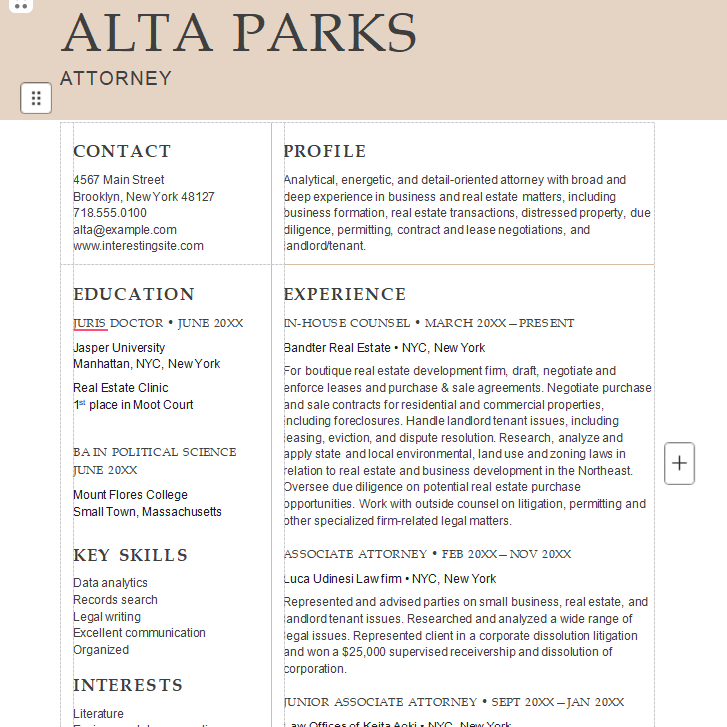 ALTA PARKS
ATTORNEY
CONTACT
4567 Main Street
Brooklyn, New York 48127
718.555.0100
alta@example.com
www.interestingsite.com
PROFILE
Analytical, energetic, and detail-oriented attorney with broad and
deep experience in business and real estate matters, including
business formation, real estate transactions, distressed property, due
diligence, permitting, contract and lease negotiations, and
landlord/tenant.
EDUCATION
JURIS DOCTOR • JUNE 20XX
Jasper University
Manhattan, NYC, New York
Real Estate Clinic
1st place in Moot Court
BA IN POLITICAL SCIENCE
JUNE 20XX
Mount Flores College
Small Town, Massachusetts
KEY SKILLS
Data analytics
Records search
Legal writing
Excellent communication
Organized
INTERESTS
Literature
EXPERIENCE
IN-HOUSE COUNSEL • MARCH 20XX—PRESENT
Bandter Real Estate • NYC, New York
For boutique real estate development firm, draft, negotiate and
enforce leases and purchase & sale agreements. Negotiate purchase
and sale contracts for residential and commercial properties,
including foreclosures. Handle landlord tenant issues, including
leasing, eviction, and dispute resolution. Research, analyze and
apply state and local environmental, land use and zoning laws in
relation to real estate and business development in the Northeast.
Oversee due diligence on potential real estate purchase
opportunities. Work with outside counsel on litigation, permitting and
other specialized firm-related legal matters.
ASSOCIATE ATTORNEY • FEB 20XX—NOV 20XX
Luca Udinesi Law firm • NYC, New York
Represented and advised parties on small business, real estate, and
landlord tenant issues. Researched and analyzed a wide range of
legal issues. Represented client in a corporate dissolution litigation
and won a $25,000 supervised receivership and dissolution of
corporation.
JUNIOR ASSOCIATE ATTORNEY • SEPT 20XX—JAN 20XX
Law Offices of Keita Aoki • NYC, New York